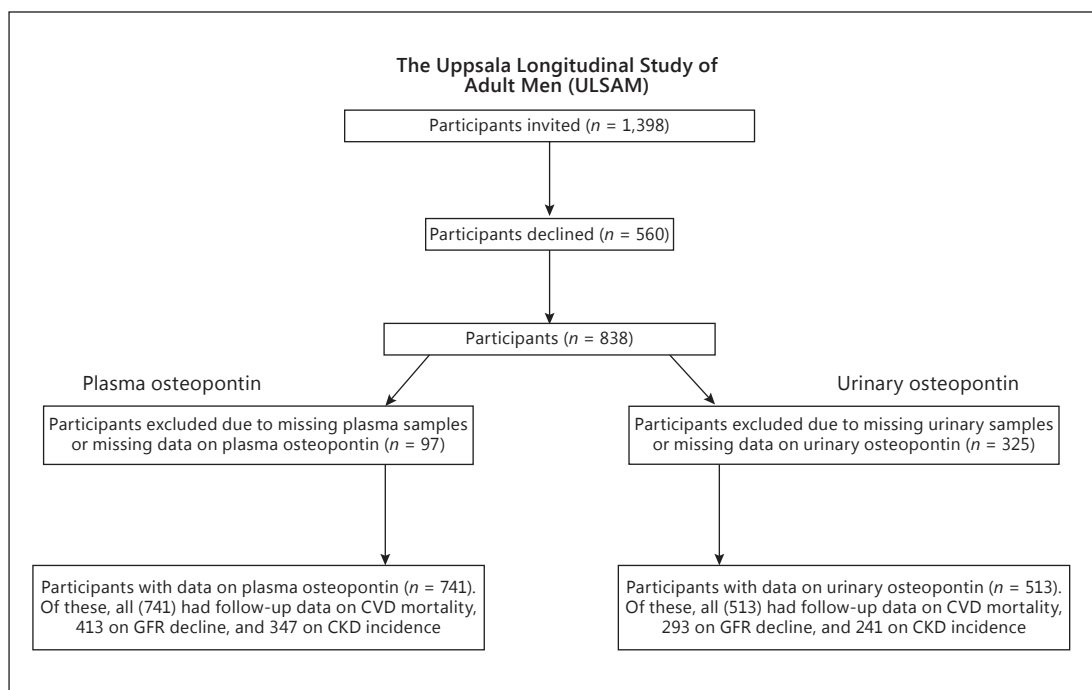 The Uppsala Longitudinal Study of
Adult Men (ULSAM)
Participants invited (n = 1,398)
Participants declined (n = 560)
Participants (n = 838)
Plasma osteopontin
Participants excluded due to missing plasma samples
or missing data on plasma osteopontin (n = 97)
Participants with data on plasma osteopontin (n = 741).
Of these, all (741) had follow-up data on CVD mortality,
413 on GFR decline, and 347 on CKD incidence
Urinary osteopontin
Participants excluded due to missing urinary samples
or missing data on urinary osteopontin (n = 325)
Participants with data on urinary osteopontin (n = 513).
Of these, all (513) had follow-up data on CVD mortality,
293 on GFR decline, and 241 on CKD incidence